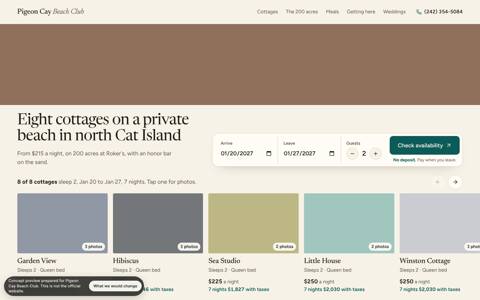 Pigeon Cay Beach Club
Cottages The 200 acres Meals Getting here Weddings (242) 354-5084
Eight cottages on a private
beach in north Cat Island
From $215 a night, on 200 acres at Roker's, with an honor bar
on the sand.
Arrive Leave Guests
01/20/2027 01/27/2027 − 2 +
Check availability ↗
No deposit. Pay when you leave.
8 of 8 cottages sleep 2, Jan 20 to Jan 27, 7 nights. Tap one for photos.
← →
3 photos 3 photos 2 photos 3 photos
Garden View Hibiscus Sea Studio Little House Winston Cottage
Sleeps 2 · Queen bed Sleeps 2 · Queen bed Sleeps 2 · Queen bed Sleeps 2 · Queen bed Sleeps 2 · Queen bed
$225 a night $250 a night $250 a night
with taxes 7 nights $1,827 with taxes 7 nights $2,030 with taxes 7 nights $2,030 with taxes
Concept preview prepared for Pigeon
Cay Beach Club. This is not the official
website.
What we would change